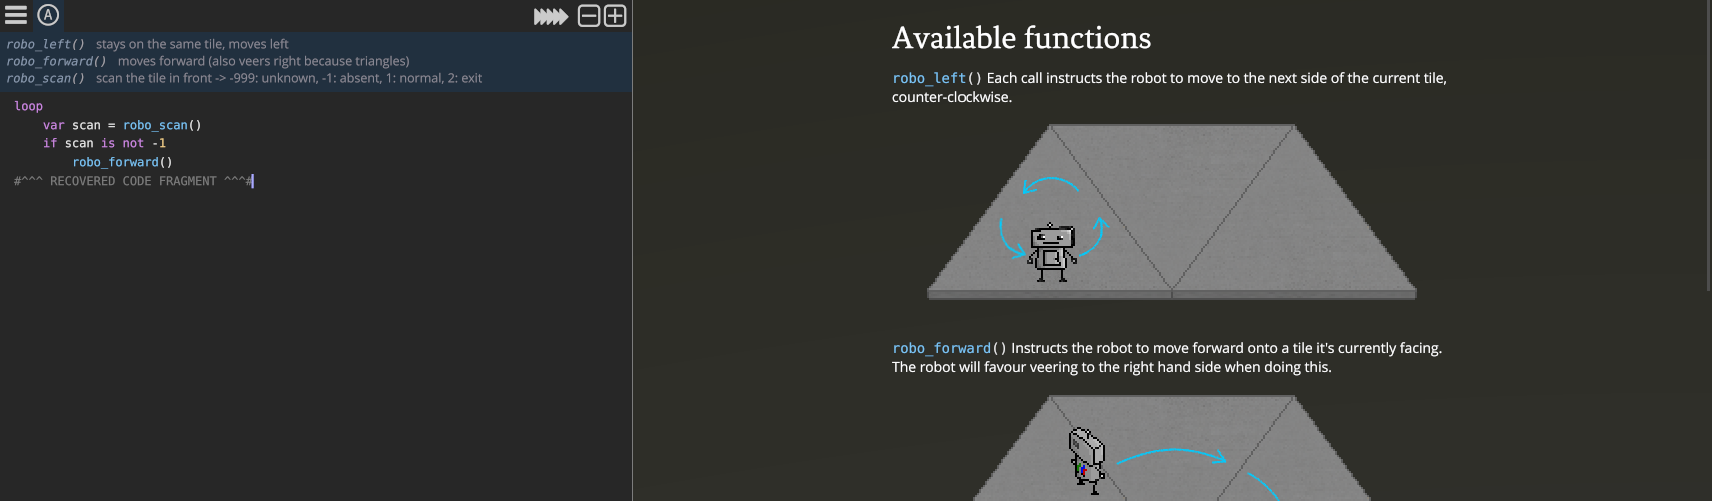 A
robo_left() stays on the same tile, moves left
robo_forward() moves forward (also veers right because triangles)
robo_scan() scan the tile in front -> -999: unknown, -1: absent, 1: normal, 2: exit
loop
    var scan = robo_scan()
    if scan is not -1
        robo_forward()
#^^^ RECOVERED CODE FRAGMENT ^^^#
Available functions
robo_left() Each call instructs the robot to move to the next side of the current tile,
counter-clockwise.
robo_forward() Instructs the robot to move forward onto a tile it's currently facing.
The robot will favour veering to the right hand side when doing this.